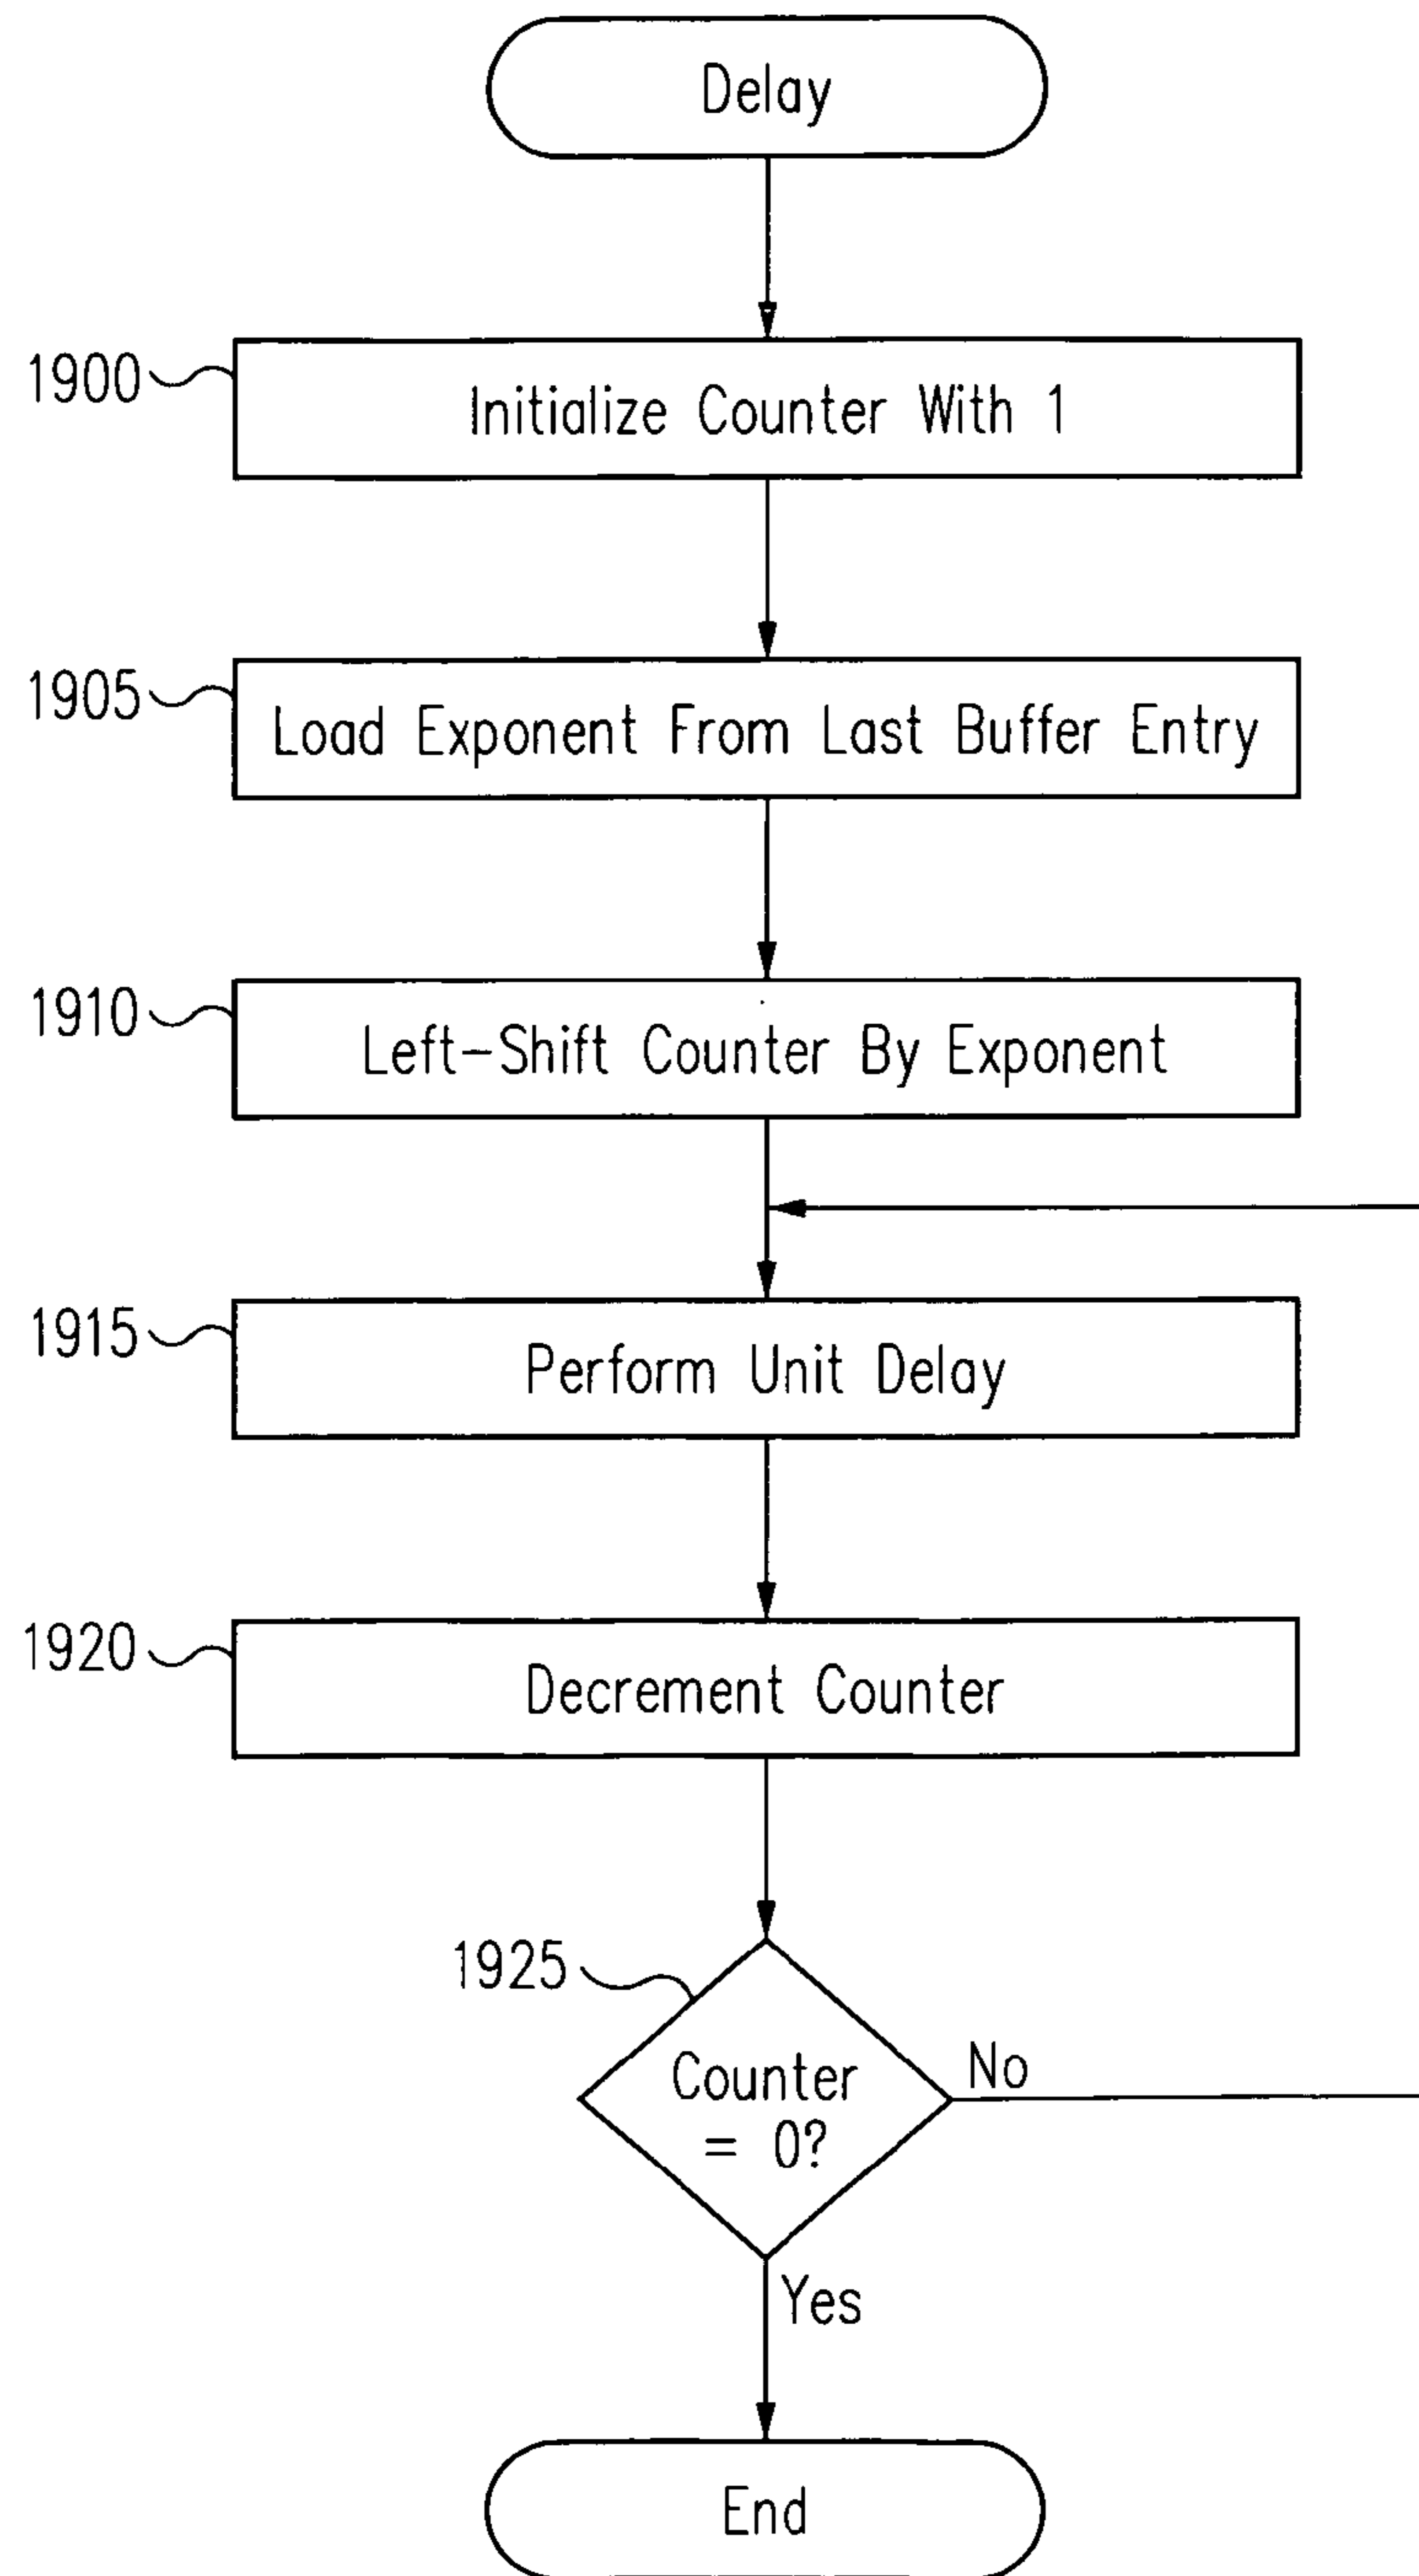 Delay
1900
Initialize Counter With 1
1905
Load Exponent From Last Buffer Entry
1910
Left-Shift Counter By Exponent
1915
Perform Unit Delay
1920
Decrement Counter
1925
Counter
= 0?
No
Yes
End